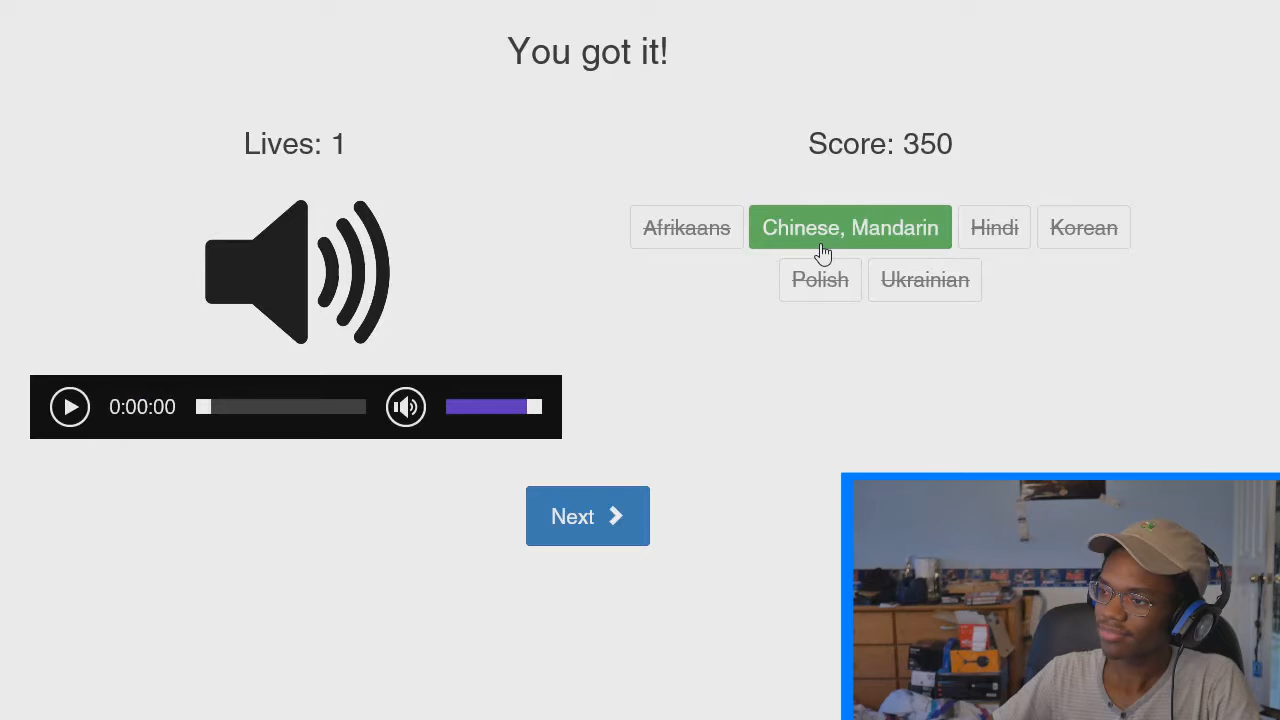 You got it!
Lives: 1
Score: 350
Afrikaans
Chinese, Mandarin
Hindi
Korean
Polish
Ukrainian
0:00:00
Next